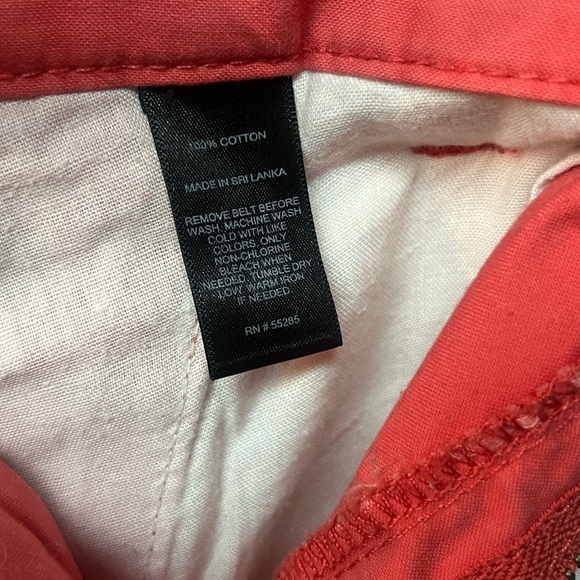 100% COTTON
MADE IN SRI LANKA
REMOVE BELT BEFORE
WASH. MACHINE WASH
COLD WITH LIKE
COLORS. ONLY
NON-CHLORINE
BLEACH WHEN
NEEDED. TUMBLE DRY
LOW. WARM IRON
IF NEEDED.
RN # 55285